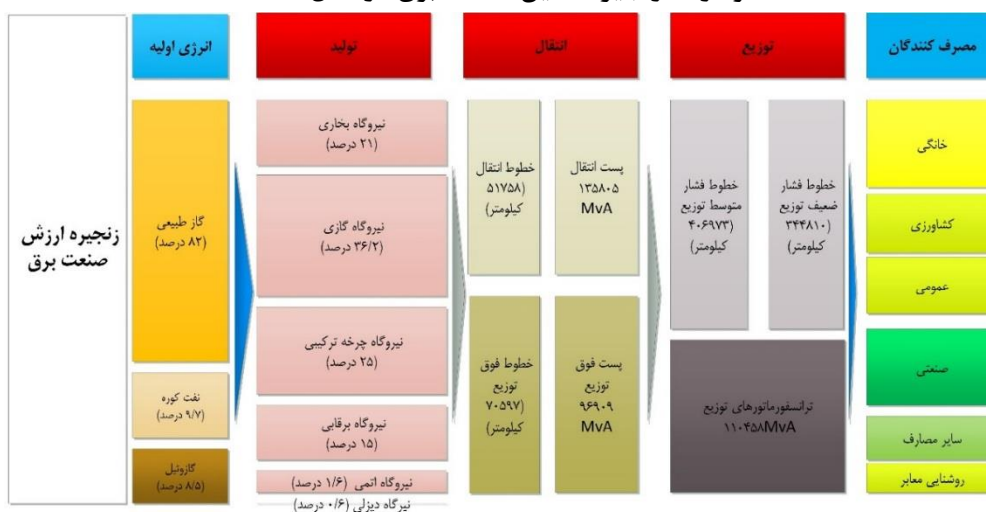 زنجیره ارزش
صنعت برق
انرژی اولیه
تولید
انتقال
توزیع
مصرف کنندگان
گاز طبیعی
(۸۲ درصد)
نفت کوره
(۹/۷ درصد)
گازوئیل
(۸/۵ درصد)
نیروگاه بخاری
(۲۱ درصد)
نیروگاه گازی
(۳۶/۲ درصد)
نیروگاه چرخه ترکیبی
(۲۵ درصد)
نیروگاه برقابی
(۱۵ درصد)
نیروگاه اتمی (۱/۶ درصد)
نیرگاه دیزلی (۰/۶ درصد)
خطوط انتقال
(۵۱۷۵۸
کیلومتر)
پست انتقال
۱۳۵۸۰۵
MvA
خطوط فوق
توزیع
(۷۰۵۹۷
کیلومتر)
پست فوق
توزیع
۹۶۹۰۹
MvA
خطوط فشار
متوسط توزیع
(۴۰۶۹۷۳
کیلومتر)
خطوط فشار
ضعیف توزیع
(۳۴۴۸۱۰
کیلومتر)
ترانسفورماتورهای توزیع
۱۱۰۴۵۸MvA
خانگی
کشاورزی
عمومی
صنعتی
سایر مصارف
روشنایی معابر